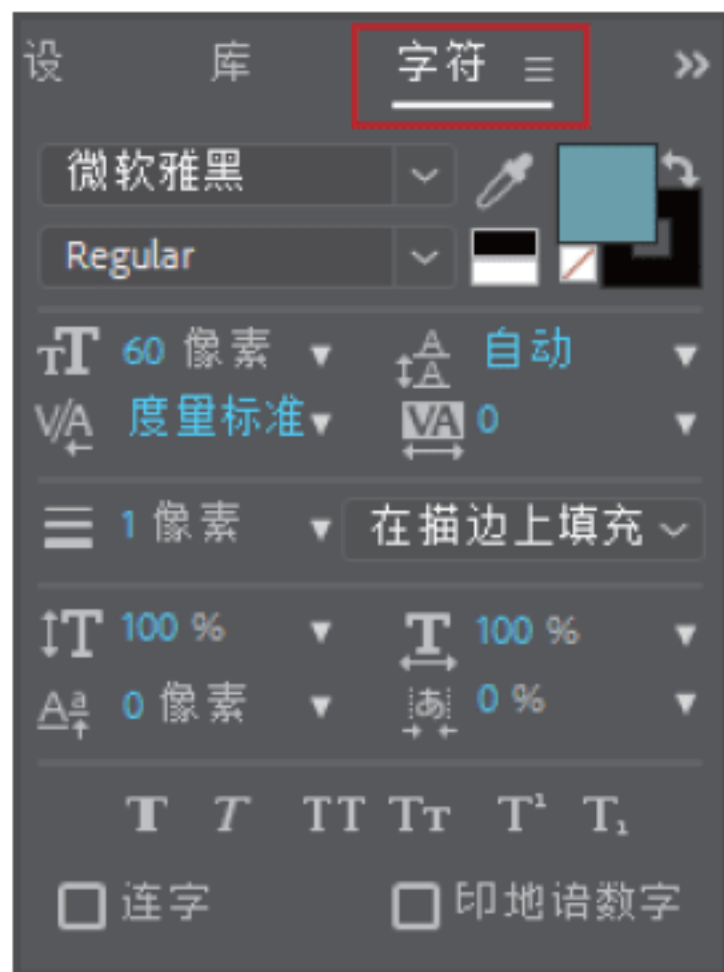 设 库 字符
微软雅黑
Regular
60 像素 自动
度量标准 0
1 像素 在描边上填充
100 % 100 %
0 像素 0 %
T T TT Tт T¹ T₁
连字 印地语数字